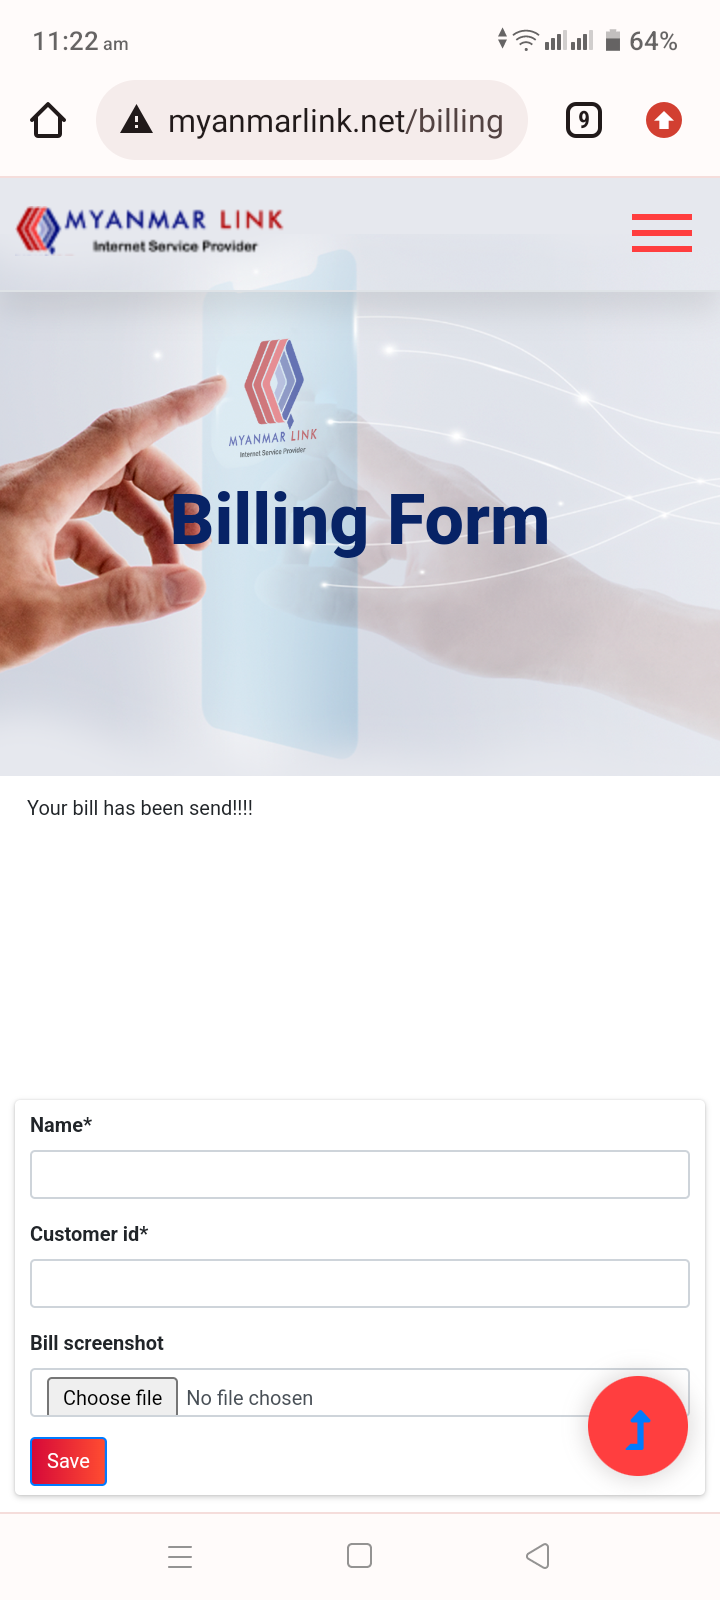 11:22 am
64%
myanmarlink.net/billing
9
MYANMAR LINK
Internet Service Provider
MYANMAR LINK
Internet Service Provider
Billing Form
Your bill has been send!!!!
Name*
Customer id*
Bill screenshot
Choose file No file chosen
Save